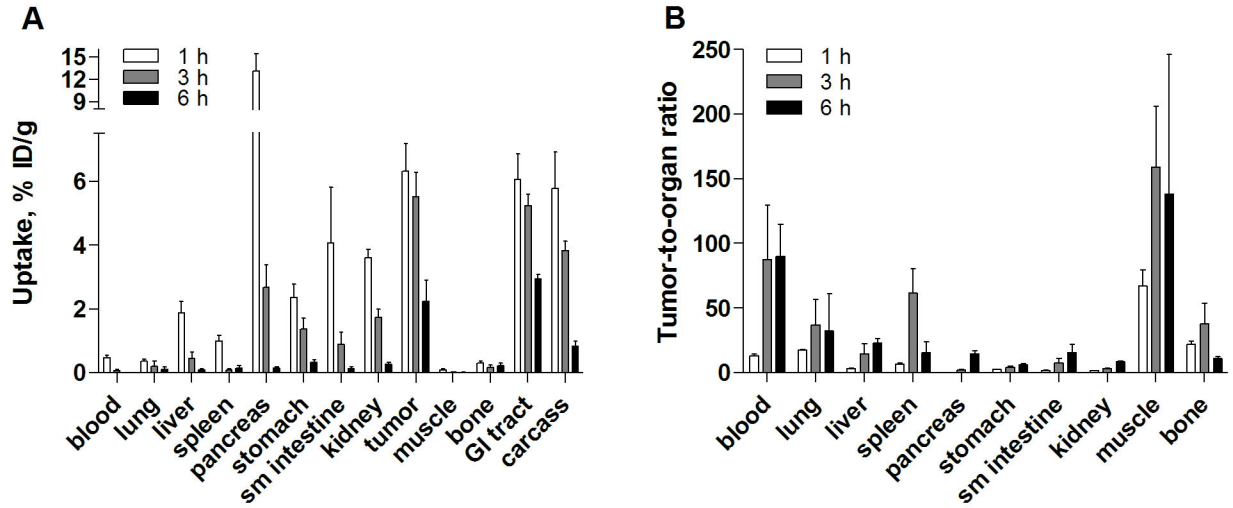 A
15
12
9
6
4
2
0
Uptake, % ID/g
1 h
3 h
6 h
blood
lung
liver
spleen
pancreas
stomach
sm intestine
kidney
tumor
muscle
bone
GI tract
carcass
B
250
200
150
100
50
0
Tumor-to-organ ratio
1 h
3 h
6 h
blood
lung
liver
spleen
pancreas
stomach
sm intestine
kidney
muscle
bone